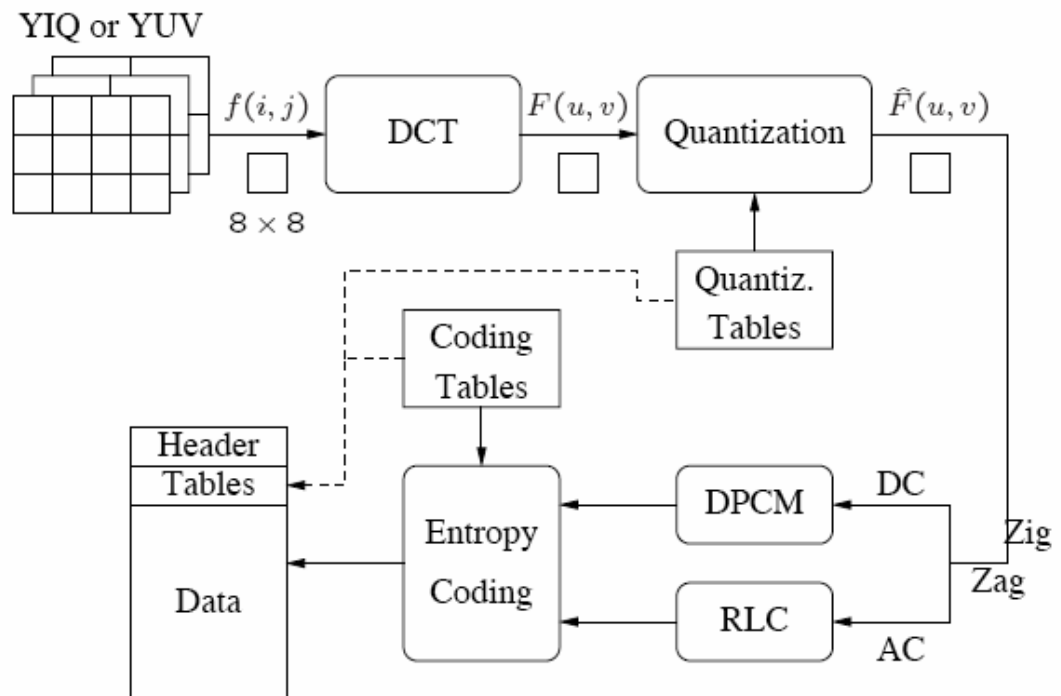 YIQ or YUV
f(i, j)
8 × 8
DCT
F(u, v)
Quantization
F̂(u, v)
Quantiz.
Tables
Coding
Tables
Header
Tables
Data
Entropy
Coding
DPCM
RLC
DC
AC
Zig
Zag